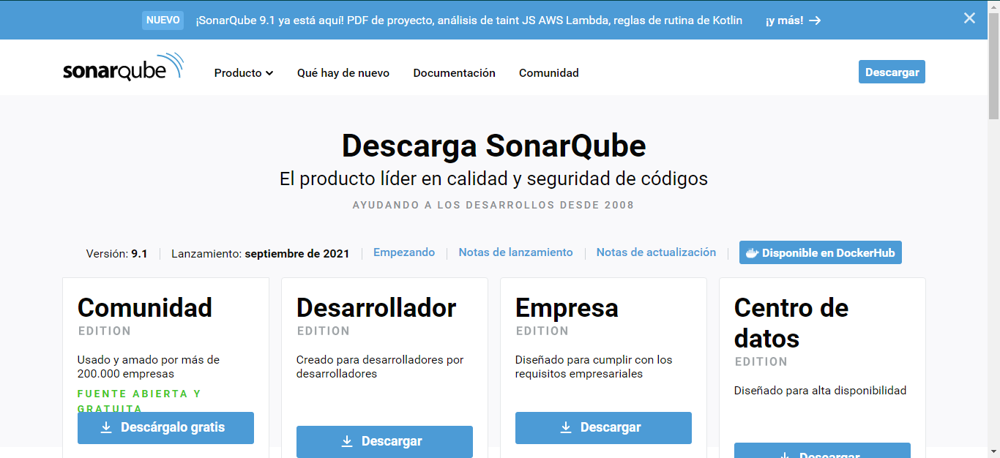 NUEVO ¡SonarQube 9.1 ya está aquí! PDF de proyecto, análisis de taint JS AWS Lambda, reglas de rutina de Kotlin ¡y más! →
sonarqube Producto Qué hay de nuevo Documentación Comunidad Descargar
Descarga SonarQube
El producto líder en calidad y seguridad de códigos
AYUDANDO A LOS DESARROLLOS DESDE 2008
Versión: 9.1 Lanzamiento: septiembre de 2021 Empezando Notas de lanzamiento Notas de actualización Disponible en DockerHub
Comunidad
EDITION
Usado y amado por más de
200.000 empresas
FUENTE ABIERTA Y
GRATUITA
Descárgalo gratis
Desarrollador
EDITION
Creado para desarrolladores por
desarrolladores
Descargar
Empresa
EDITION
Diseñado para cumplir con los
requisitos empresariales
Descargar
Centro de
datos
EDITION
Diseñado para alta disponibilidad
Descargar